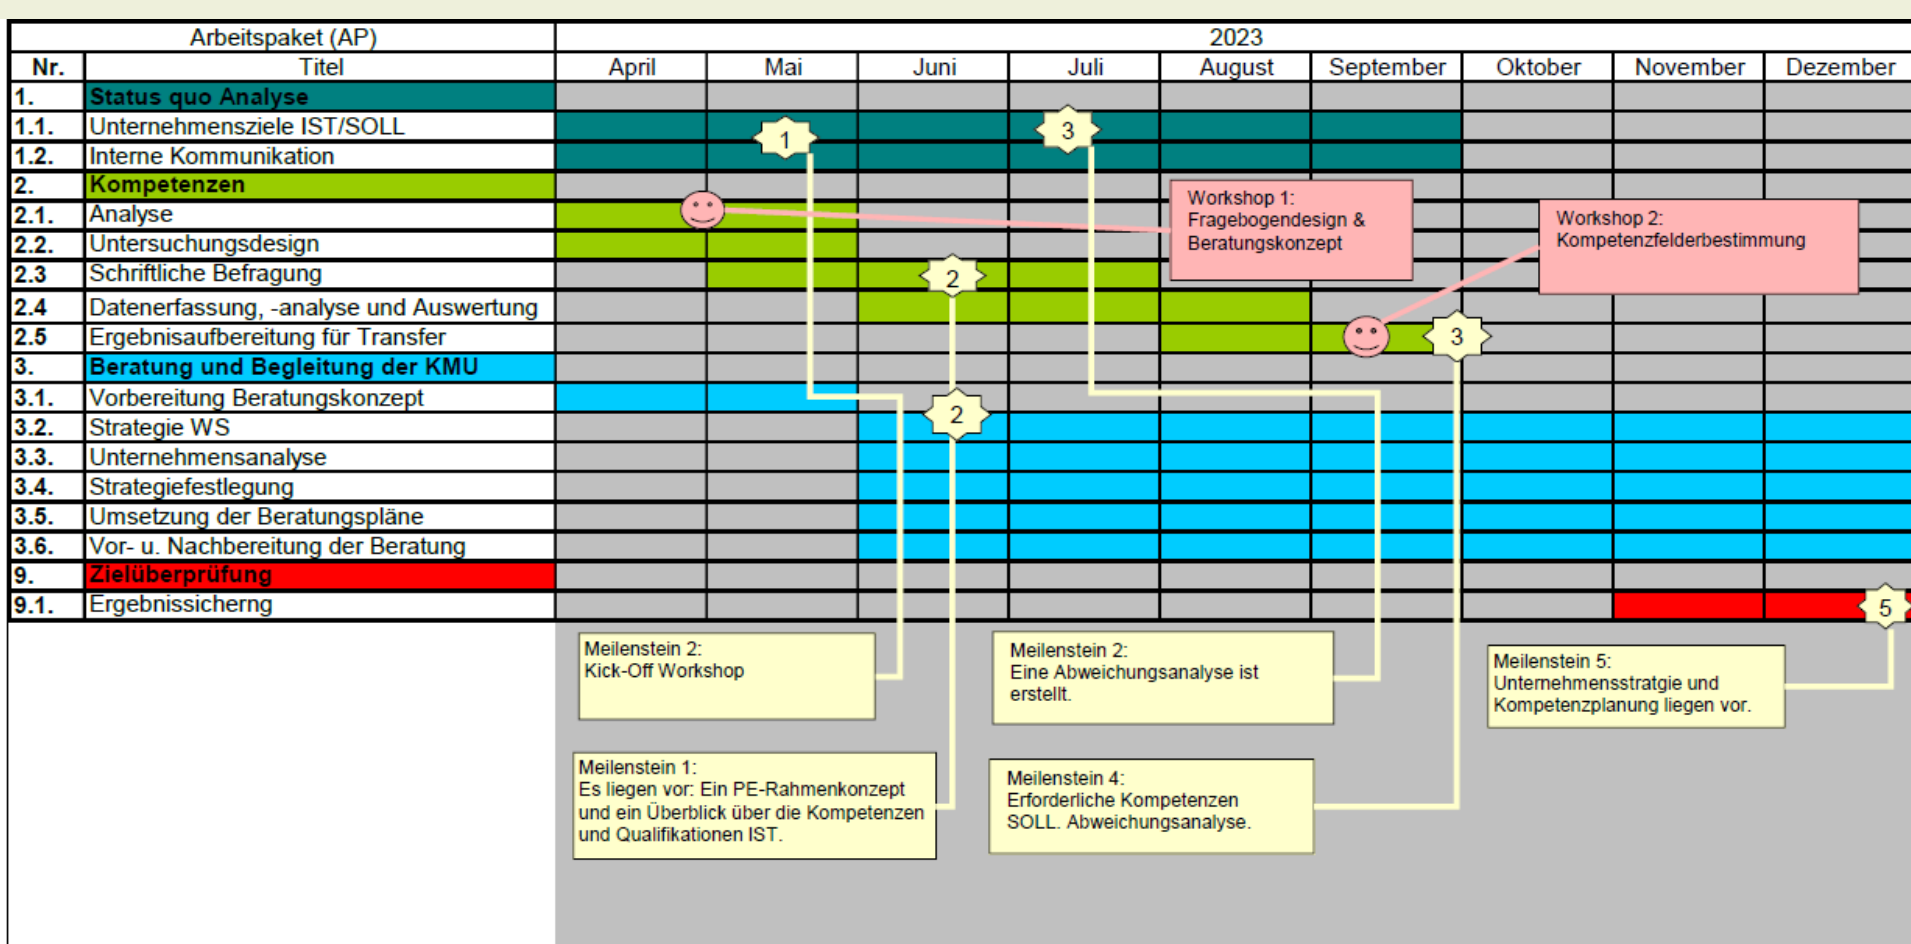 Arbeitspaket (AP) 2023
Nr. Titel April Mai Juni Juli August September Oktober November Dezember
1. Status quo Analyse
1.1. Unternehmensziele IST/SOLL
1
3
1.2. Interne Kommunikation
2. Kompetenzen
2.1. Analyse
2.2. Untersuchungsdesign
Workshop 1:
Fragebogendesign &
Beratungskonzept
Workshop 2:
Kompetenzfelderbestimmung
2.3 Schriftliche Befragung
2
2.4 Datenerfassung, -analyse und Auswertung
2.5 Ergebnisaufbereitung für Transfer
3
3. Beratung und Begleitung der KMU
3.1. Vorbereitung Beratungskonzept
2
3.2. Strategie WS
3.3. Unternehmensanalyse
3.4. Strategiefestlegung
3.5. Umsetzung der Beratungspläne
3.6. Vor- u. Nachbereitung der Beratung
9. Zielüberprüfung
9.1. Ergebnissicherng
5
Meilenstein 2:
Kick-Off Workshop
Meilenstein 2:
Eine Abweichungsanalyse ist
erstellt.
Meilenstein 5:
Unternehmensstratgie und
Kompetenzplanung liegen vor.
Meilenstein 1:
Es liegen vor: Ein PE-Rahmenkonzept
und ein Überblick über die Kompetenzen
und Qualifikationen IST.
Meilenstein 4:
Erforderliche Kompetenzen
SOLL. Abweichungsanalyse.